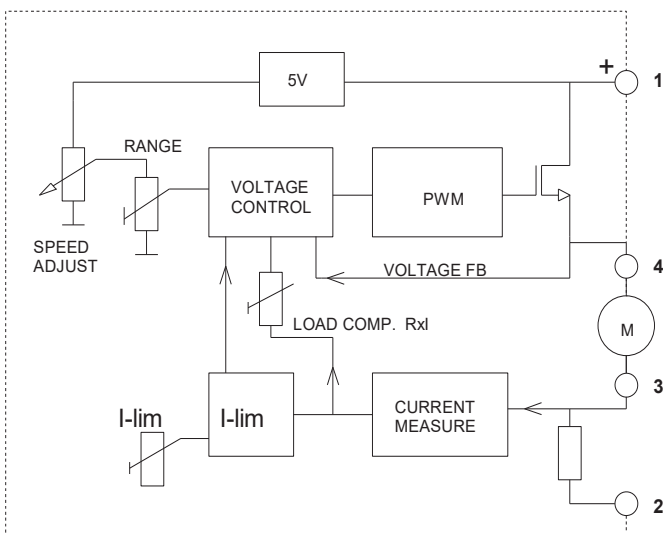 5V
+
1
RANGE
VOLTAGE
CONTROL
PWM
SPEED
ADJUST
VOLTAGE FB
4
M
LOAD COMP. RxI
3
I-lim
I-lim
CURRENT
MEASURE
2